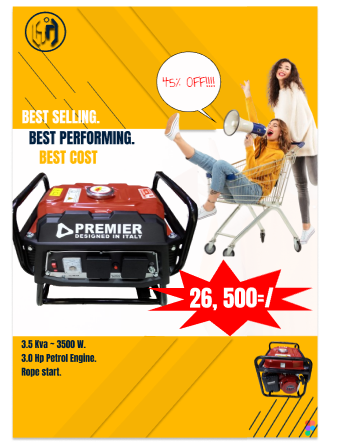 45% OFF!!!!
BEST SELLING.
BEST PERFORMING.
BEST COST
PREMIER
DESIGNED IN ITALY
26, 500=/
3.5 Kva - 3500 W.
3.0 Hp Petrol Engine.
Rope start.